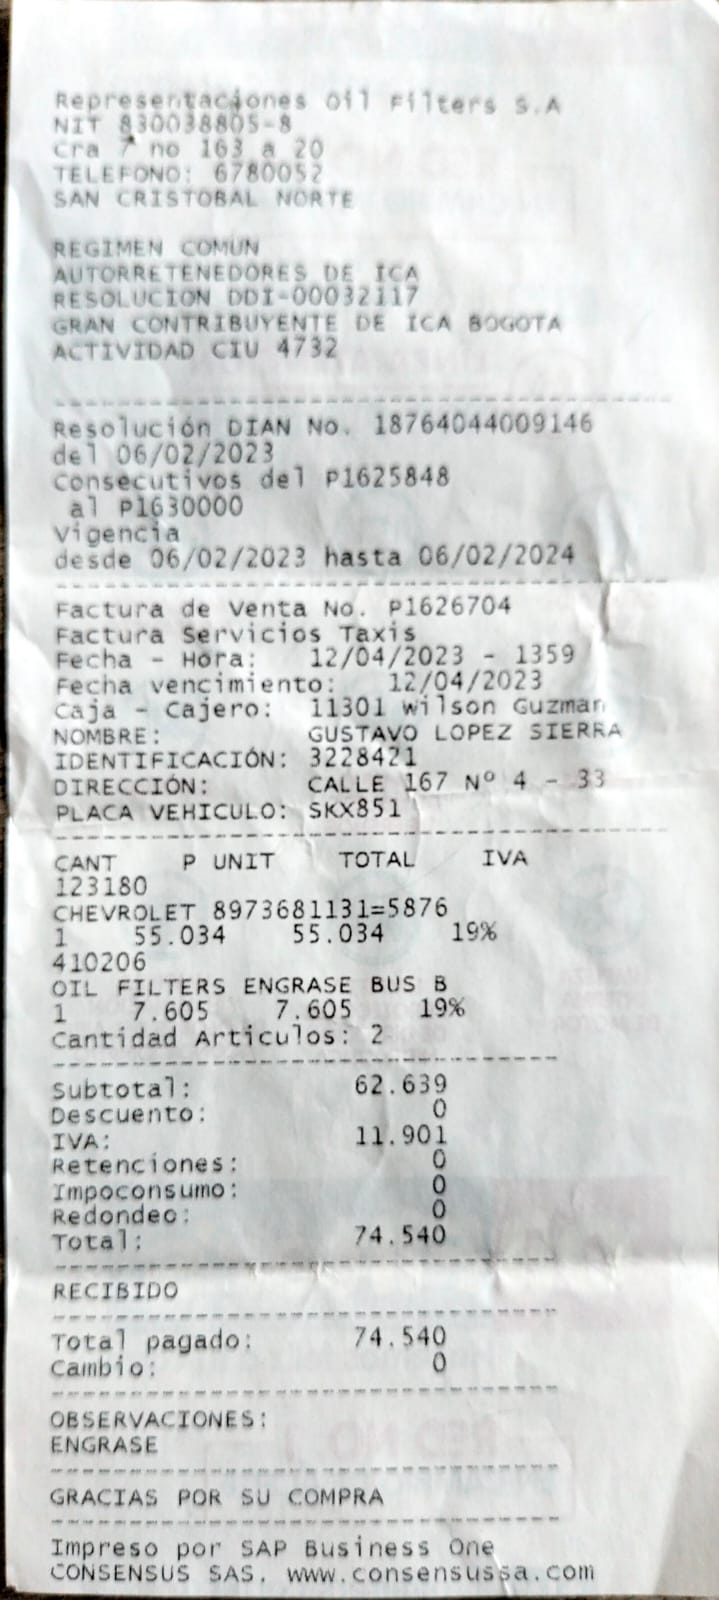 Representaciones Oil Filters S.A
NIT 830038805-8
Cra 7 no 163 a 20
TELEFONO: 6780052
SAN CRISTOBAL NORTE
REGIMEN COMUN
AUTORRETENEDORES DE ICA
RESOLUCION DDI-00032117
GRAN CONTRIBUYENTE DE ICA BOGOTA
ACTIVIDAD CIU 4732
Resolución DIAN No. 18764044009146
del 06/02/2023
Consecutivos del P1625848
al P1630000
Vigencia
desde 06/02/2023 hasta 06/02/2024
Factura de Venta No. P1626704
Factura Servicios Taxis
Fecha - Hora: 12/04/2023 - 1359
Fecha vencimiento: 12/04/2023
Caja - Cajero: 11301 Wilson Guzman
NOMBRE: GUSTAVO LOPEZ SIERRA
IDENTIFICACIÓN: 3228421
DIRECCIÓN: CALLE 167 Nº 4 - 33
PLACA VEHICULO: SKX851
CANT P UNIT TOTAL IVA
123180
CHEVROLET 8973681131=5876
1 55.034 55.034 19%
410206
OIL FILTERS ENGRASE BUS B
1 7.605 7.605 19%
Cantidad Articulos: 2
Subtotal: 62.639
Descuento: 0
IVA: 11.901
Retenciones: 0
Impoconsumo: 0
Redondeo: 0
Total: 74.540
RECIBIDO
Total pagado: 74.540
Cambio: 0
OBSERVACIONES:
ENGRASE
GRACIAS POR SU COMPRA
Impreso por SAP Business One
CONSENSUS SAS. www.consensussa.com